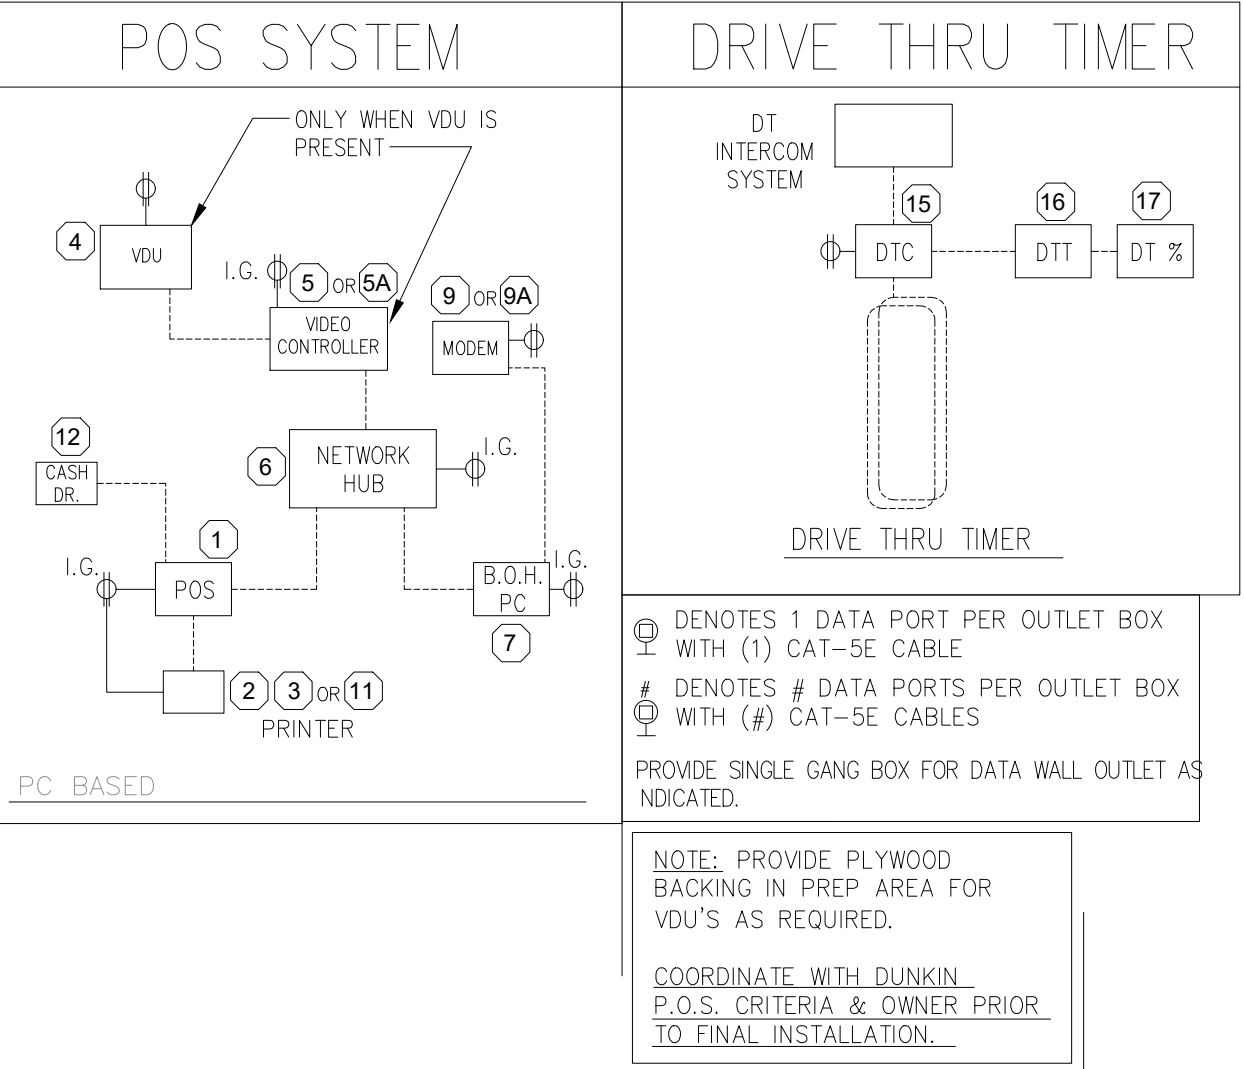 POS SYSTEM
ONLY WHEN VDU IS
PRESENT
4
VDU
I.G.
5 OR 5A
VIDEO
CONTROLLER
9 OR 9A
MODEM
12
CASH
DR.
6
NETWORK
HUB
I.G.
1
I.G.
POS
B.O.H.
PC
I.G.
7
2 3 OR 11
PRINTER
PC BASED
DRIVE THRU TIMER
DT
INTERCOM
SYSTEM
15
DTC
16
DTT
17
DT %
DRIVE THRU TIMER
DENOTES 1 DATA PORT PER OUTLET BOX
WITH (1) CAT-5E CABLE
# DENOTES # DATA PORTS PER OUTLET BOX
WITH (#) CAT-5E CABLES
PROVIDE SINGLE GANG BOX FOR DATA WALL OUTLET AS
NDICATED.
NOTE: PROVIDE PLYWOOD
BACKING IN PREP AREA FOR
VDU'S AS REQUIRED.
COORDINATE WITH DUNKIN
P.O.S. CRITERIA & OWNER PRIOR
TO FINAL INSTALLATION.